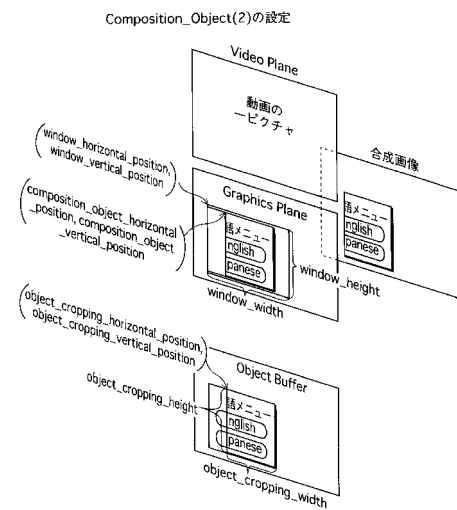 Composition_Object(2)の設定
Video Plane
動画の
一ピクチャ
合成画像
window_horizontal_position,
window_vertical_position
Graphics Plane
語メニュー
nglish
panese
語メニュー
nglish
panese
composition_object_horizontal
_position, composition_object
_vertical_position
window_height
window_width
object_cropping_horizontal_position,
object_cropping_vertical_position
Object Buffer
object_cropping_height
語メニュー
nglish
panese
object_cropping_width